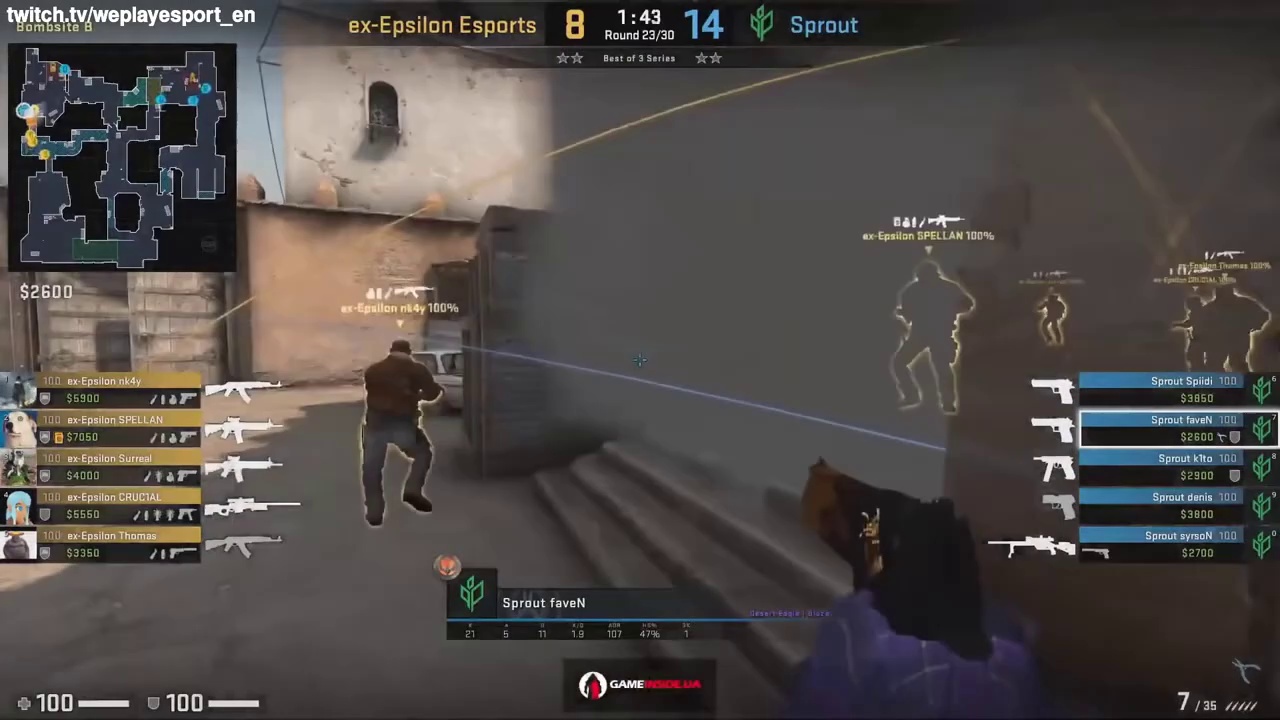 twitch.tv/weplayesport_en
Bombsite B
ex-Epsilon Esports 8 1:43 14 Sprout
Round 23/30
Best of 3 Series
$2600
ex-Epsilon SPELLAN 100%
ex-Epsilon Thomas 100%
ex-Epsilon nk4y 100%
100 ex-Epsilon nk4y
$5900
100 ex-Epsilon SPELLAN
$7050
100 ex-Epsilon Surreal
$4000
100 ex-Epsilon CRUC1AL
$5550
100 ex-Epsilon Thomas
$3350
Sprout Spiidi 100
$3850
Sprout faveN 100
$2600
Sprout k1to 100
$2900
Sprout denis 100
$3800
Sprout syrsoN 100
$2700
Sprout faveN
21 5 11 1.9 107 47% 1
GAMEINSIDE.UA
100 100
7 / 35